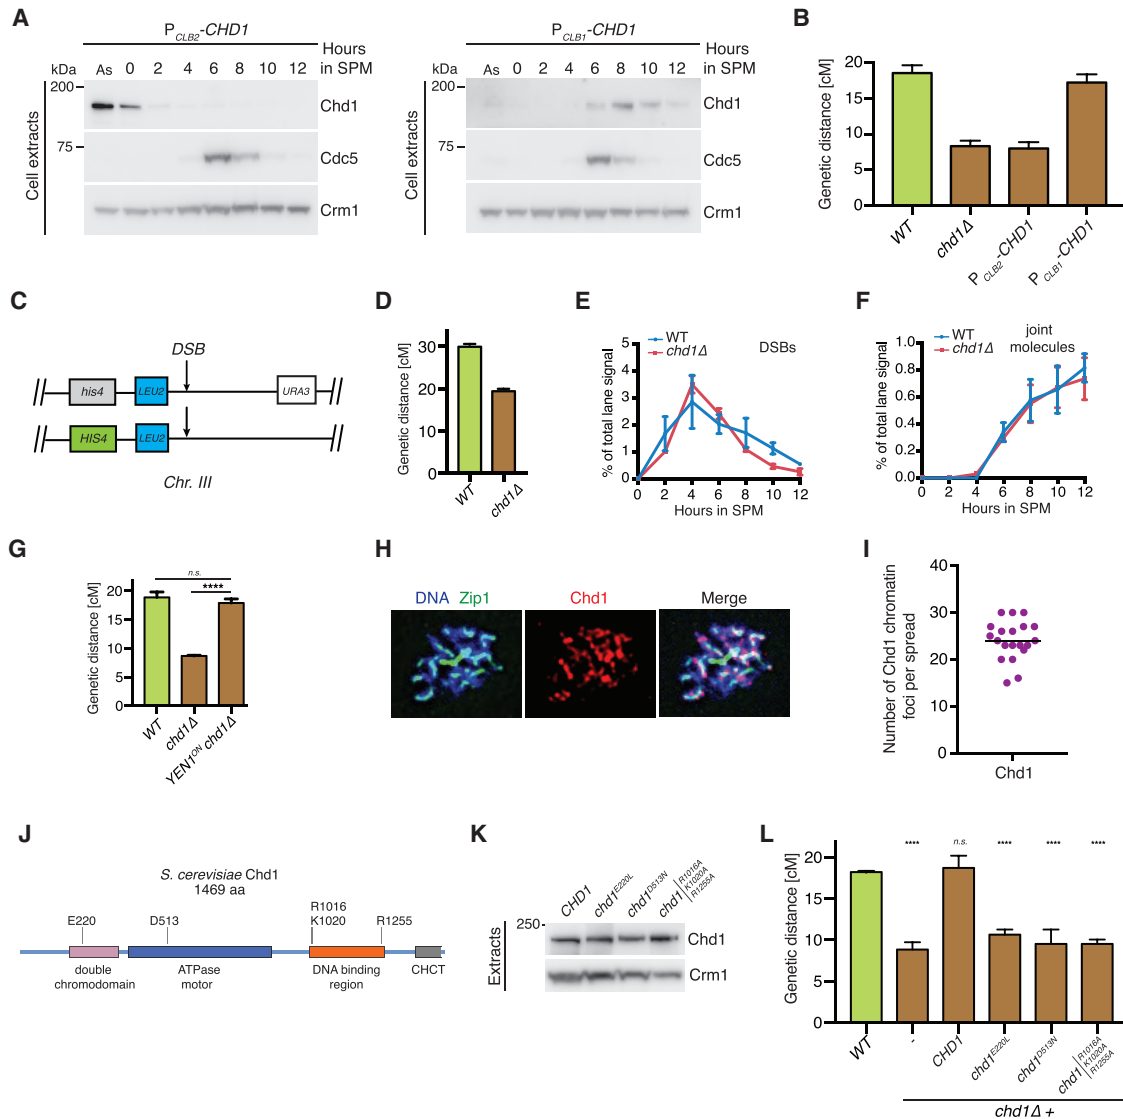 A
P CLB2-CHD1
Hours
in SPM
kDa
As 0 2 4 6 8 10 12
200
Chd1
75
Cdc5
Crm1
Cell extracts
P CLB1-CHD1
Hours
in SPM
kDa
As 0 2 4 6 8 10 12
200
Chd1
75
Cdc5
Crm1
Cell extracts
B
Genetic distance [cM]
20
15
10
5
0
WT
chd1Δ
P CLB2-CHD1
P CLB1-CHD1
C
DSB
his4
LEU2
URA3
HIS4
LEU2
Chr. III
D
Genetic distance [cM]
30
20
10
0
WT
chd1Δ
E
WT
chd1Δ
DSBs
% of total lane signal
5
4
3
2
1
0
0 2 4 6 8 10 12
Hours in SPM
F
WT
chd1Δ
joint
molecules
% of total lane signal
1.0
0.8
0.6
0.4
0.2
0.0
0 2 4 6 8 10 12
Hours in SPM
G
n.s.
****
Genetic distance [cM]
20
15
10
5
0
WT
chd1Δ
YEN1ON chd1Δ
H
DNA Zip1
Chd1
Merge
I
Number of Chd1 chromatin
foci per spread
40
30
20
10
0
Chd1
J
S. cerevisiae Chd1
1469 aa
E220
D513
R1016
K1020
R1255
double
chromodomain
ATPase
motor
DNA binding
region
CHCT
K
CHD1
chd1E220L
chd1D513N
chd1
R1016A
K1020A
R1255A
250
Chd1
Crm1
Extracts
L
**** n.s. **** **** ****
Genetic distance [cM]
20
15
10
5
0
WT
-
CHD1
chd1E220L
chd1D513N
chd1
R1016A
K1020A
R1255A
chd1Δ +